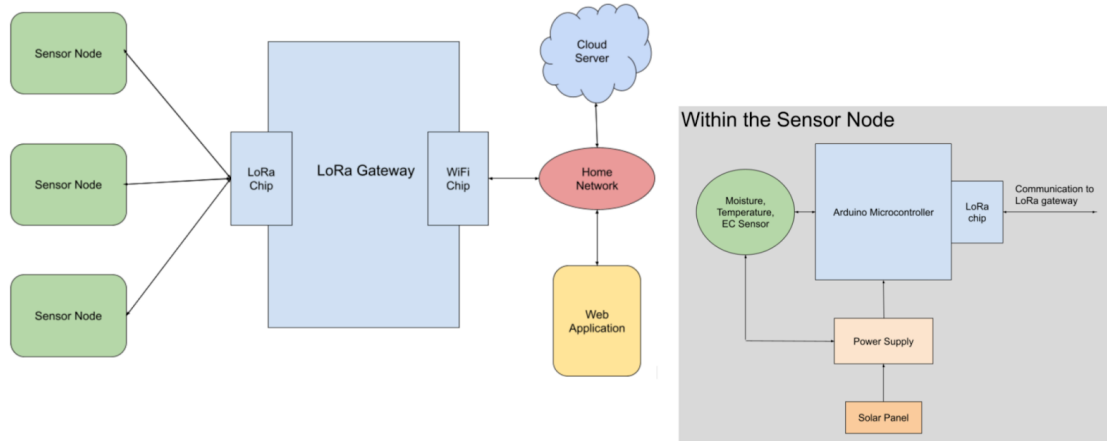 Sensor Node
Sensor Node
Sensor Node
LoRa
Chip
LoRa Gateway
WiFi
Chip
Cloud
Server
Home
Network
Web
Application
Within the Sensor Node
Moisture,
Temperature,
EC Sensor
Arduino Microcontroller
LoRa
chip
Communication to
LoRa gateway
Power Supply
Solar Panel